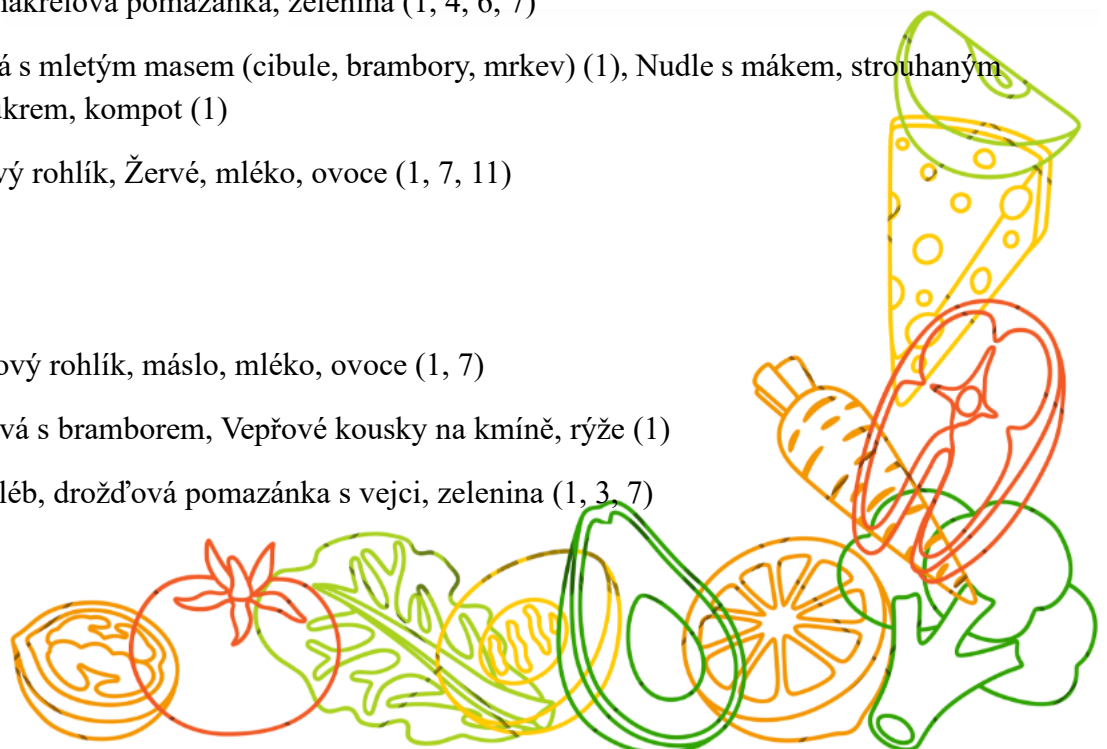 makrelová pomazánka, zelenina (1, 4, 6, 7)
á s mletým masem (cibule, brambory, mrkev) (1), Nudle s mákem, strouhaným
krem, kompot (1)
vý rohlík, Žervé, mléko, ovoce (1, 7, 11)
ový rohlík, máslo, mléko, ovoce (1, 7)
vá s bramborem, Vepřové kousky na kmíně, rýže (1)
léb, drožďová pomazánka s vejci, zelenina (1, 3, 7)